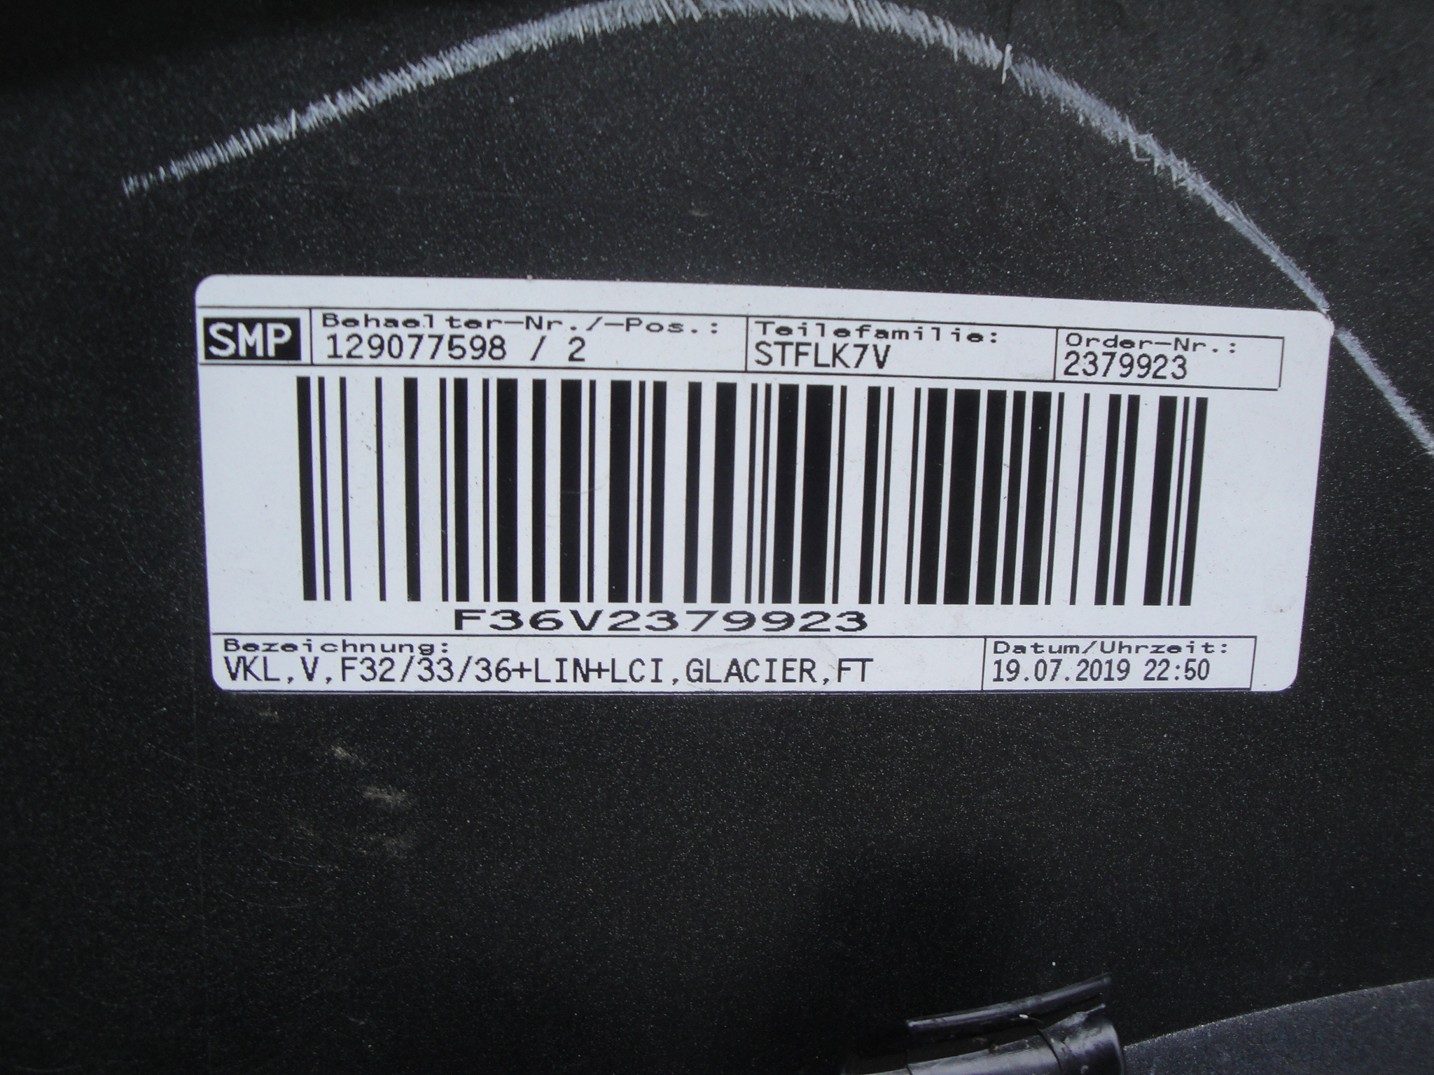 SMP
Behaelter-Nr./-Pos.:
129077598 / 2
Teilefamilie:
STFLK7V
Order-Nr.:
2379923
F36V2379923
Bezeichnung:
VKL,V,F32/33/36+LIN+LCI,GLACIER,FT
Datum/Uhrzeit:
19.07.2019 22:50